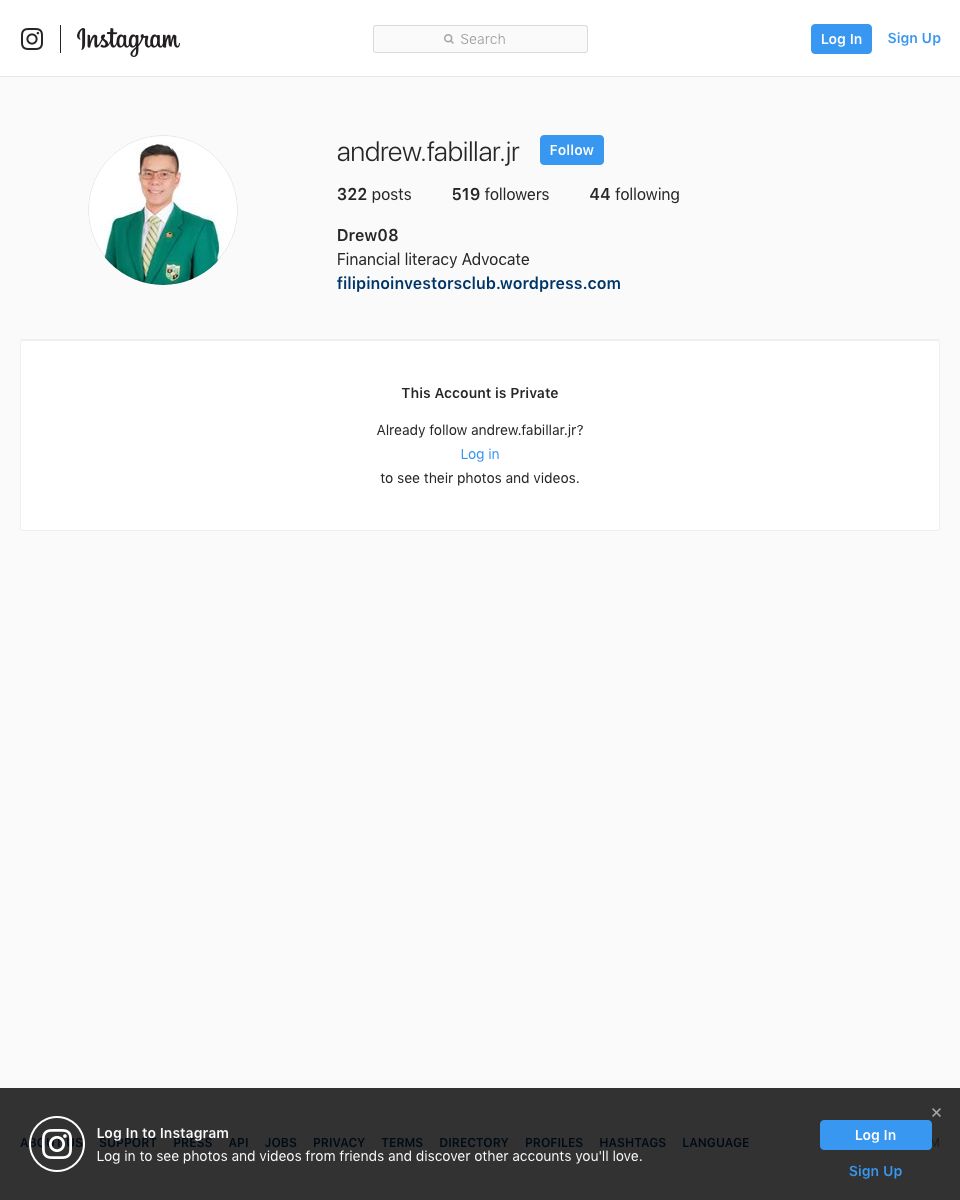 Instagram
Search
Log In
Sign Up
andrew.fabillar.jr
Follow
322 posts 519 followers 44 following
Drew08
Financial literacy Advocate
filipinoinvestorsclub.wordpress.com
This Account is Private
Already follow andrew.fabillar.jr?
Log in
to see their photos and videos.
SUPPORT PRESS API JOBS PRIVACY TERMS DIRECTORY PROFILES HASHTAGS LANGUAGE
Log In to Instagram
Log in to see photos and videos from friends and discover other accounts you'll love.
Log In
Sign Up